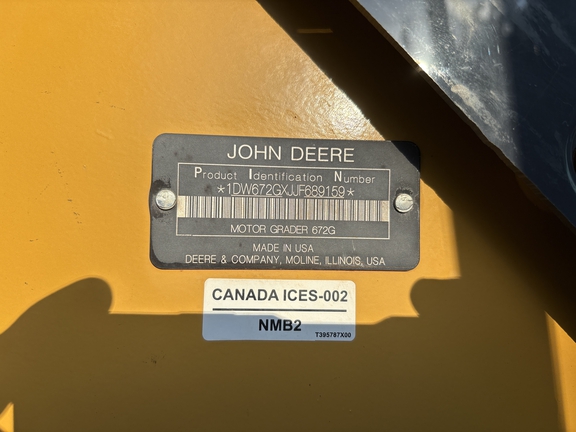 JOHN DEERE
Product Identification Number
*1DW672GXJJF689159*
MOTOR GRADER 672G
MADE IN USA
DEERE & COMPANY, MOLINE, ILLINOIS, USA
CANADA ICES-002
NMB2
T395787X00